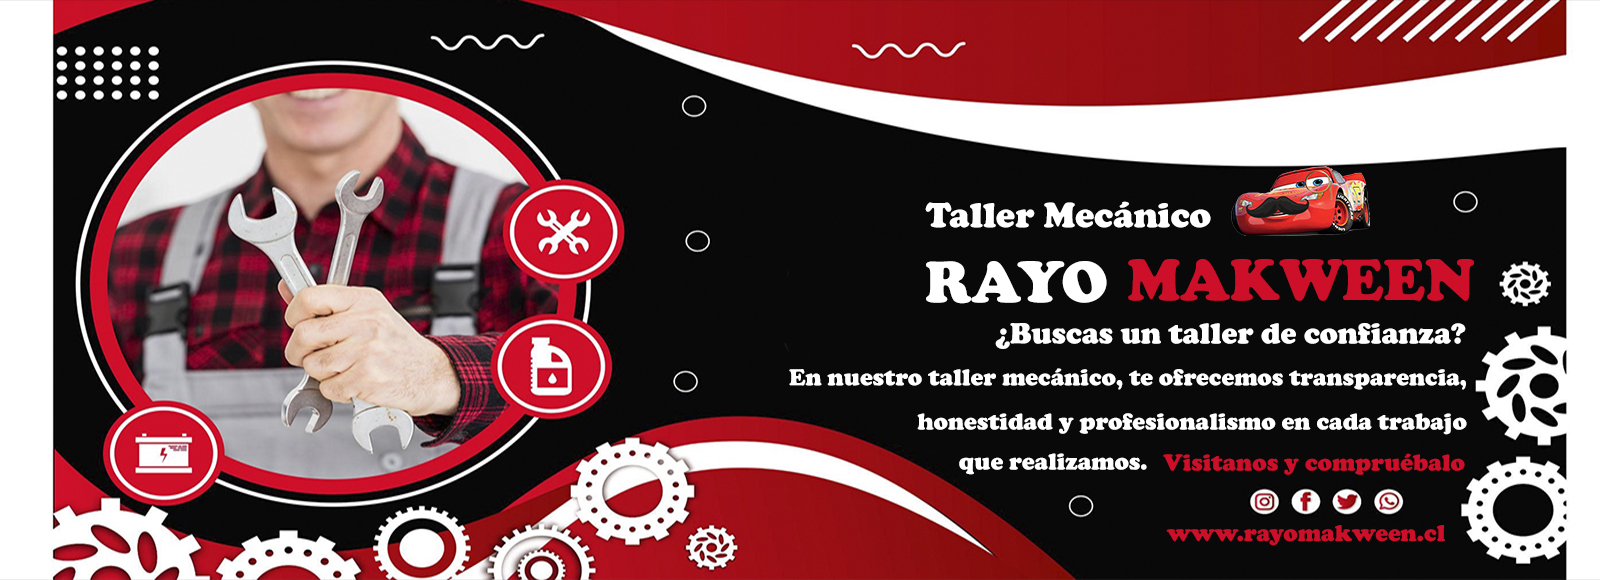 Taller Mecánico
RAYO MAKWEEN
¿Buscas un taller de confianza?
En nuestro taller mecánico, te ofrecemos transparencia,
honestidad y profesionalismo en cada trabajo
que realizamos. Visitanos y compruébalo
www.rayomakween.cl